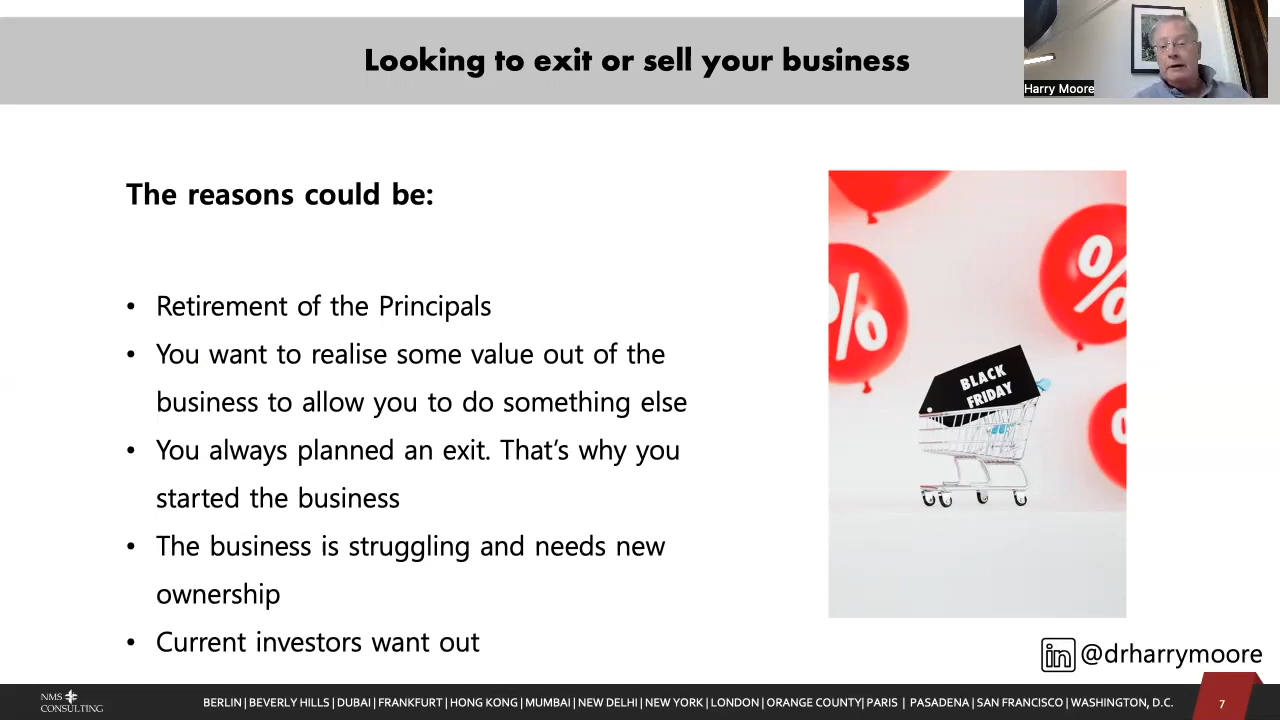 Looking to exit or sell your business
Harry Moore
The reasons could be:
• Retirement of the Principals
• You want to realise some value out of the
business to allow you to do something else
• You always planned an exit. That’s why you
started the business
• The business is struggling and needs new
ownership
• Current investors want out
%
%
BLACK
FRIDAY
in @drharrymoore
NMS
CONSULTING
BERLIN | BEVERLY HILLS | DUBAI | FRANKFURT | HONG KONG | MUMBAI | NEW DELHI | NEW YORK | LONDON | ORANGE COUNTY| PARIS | PASADENA | SAN FRANCISCO | WASHINGTON, D.C.
7